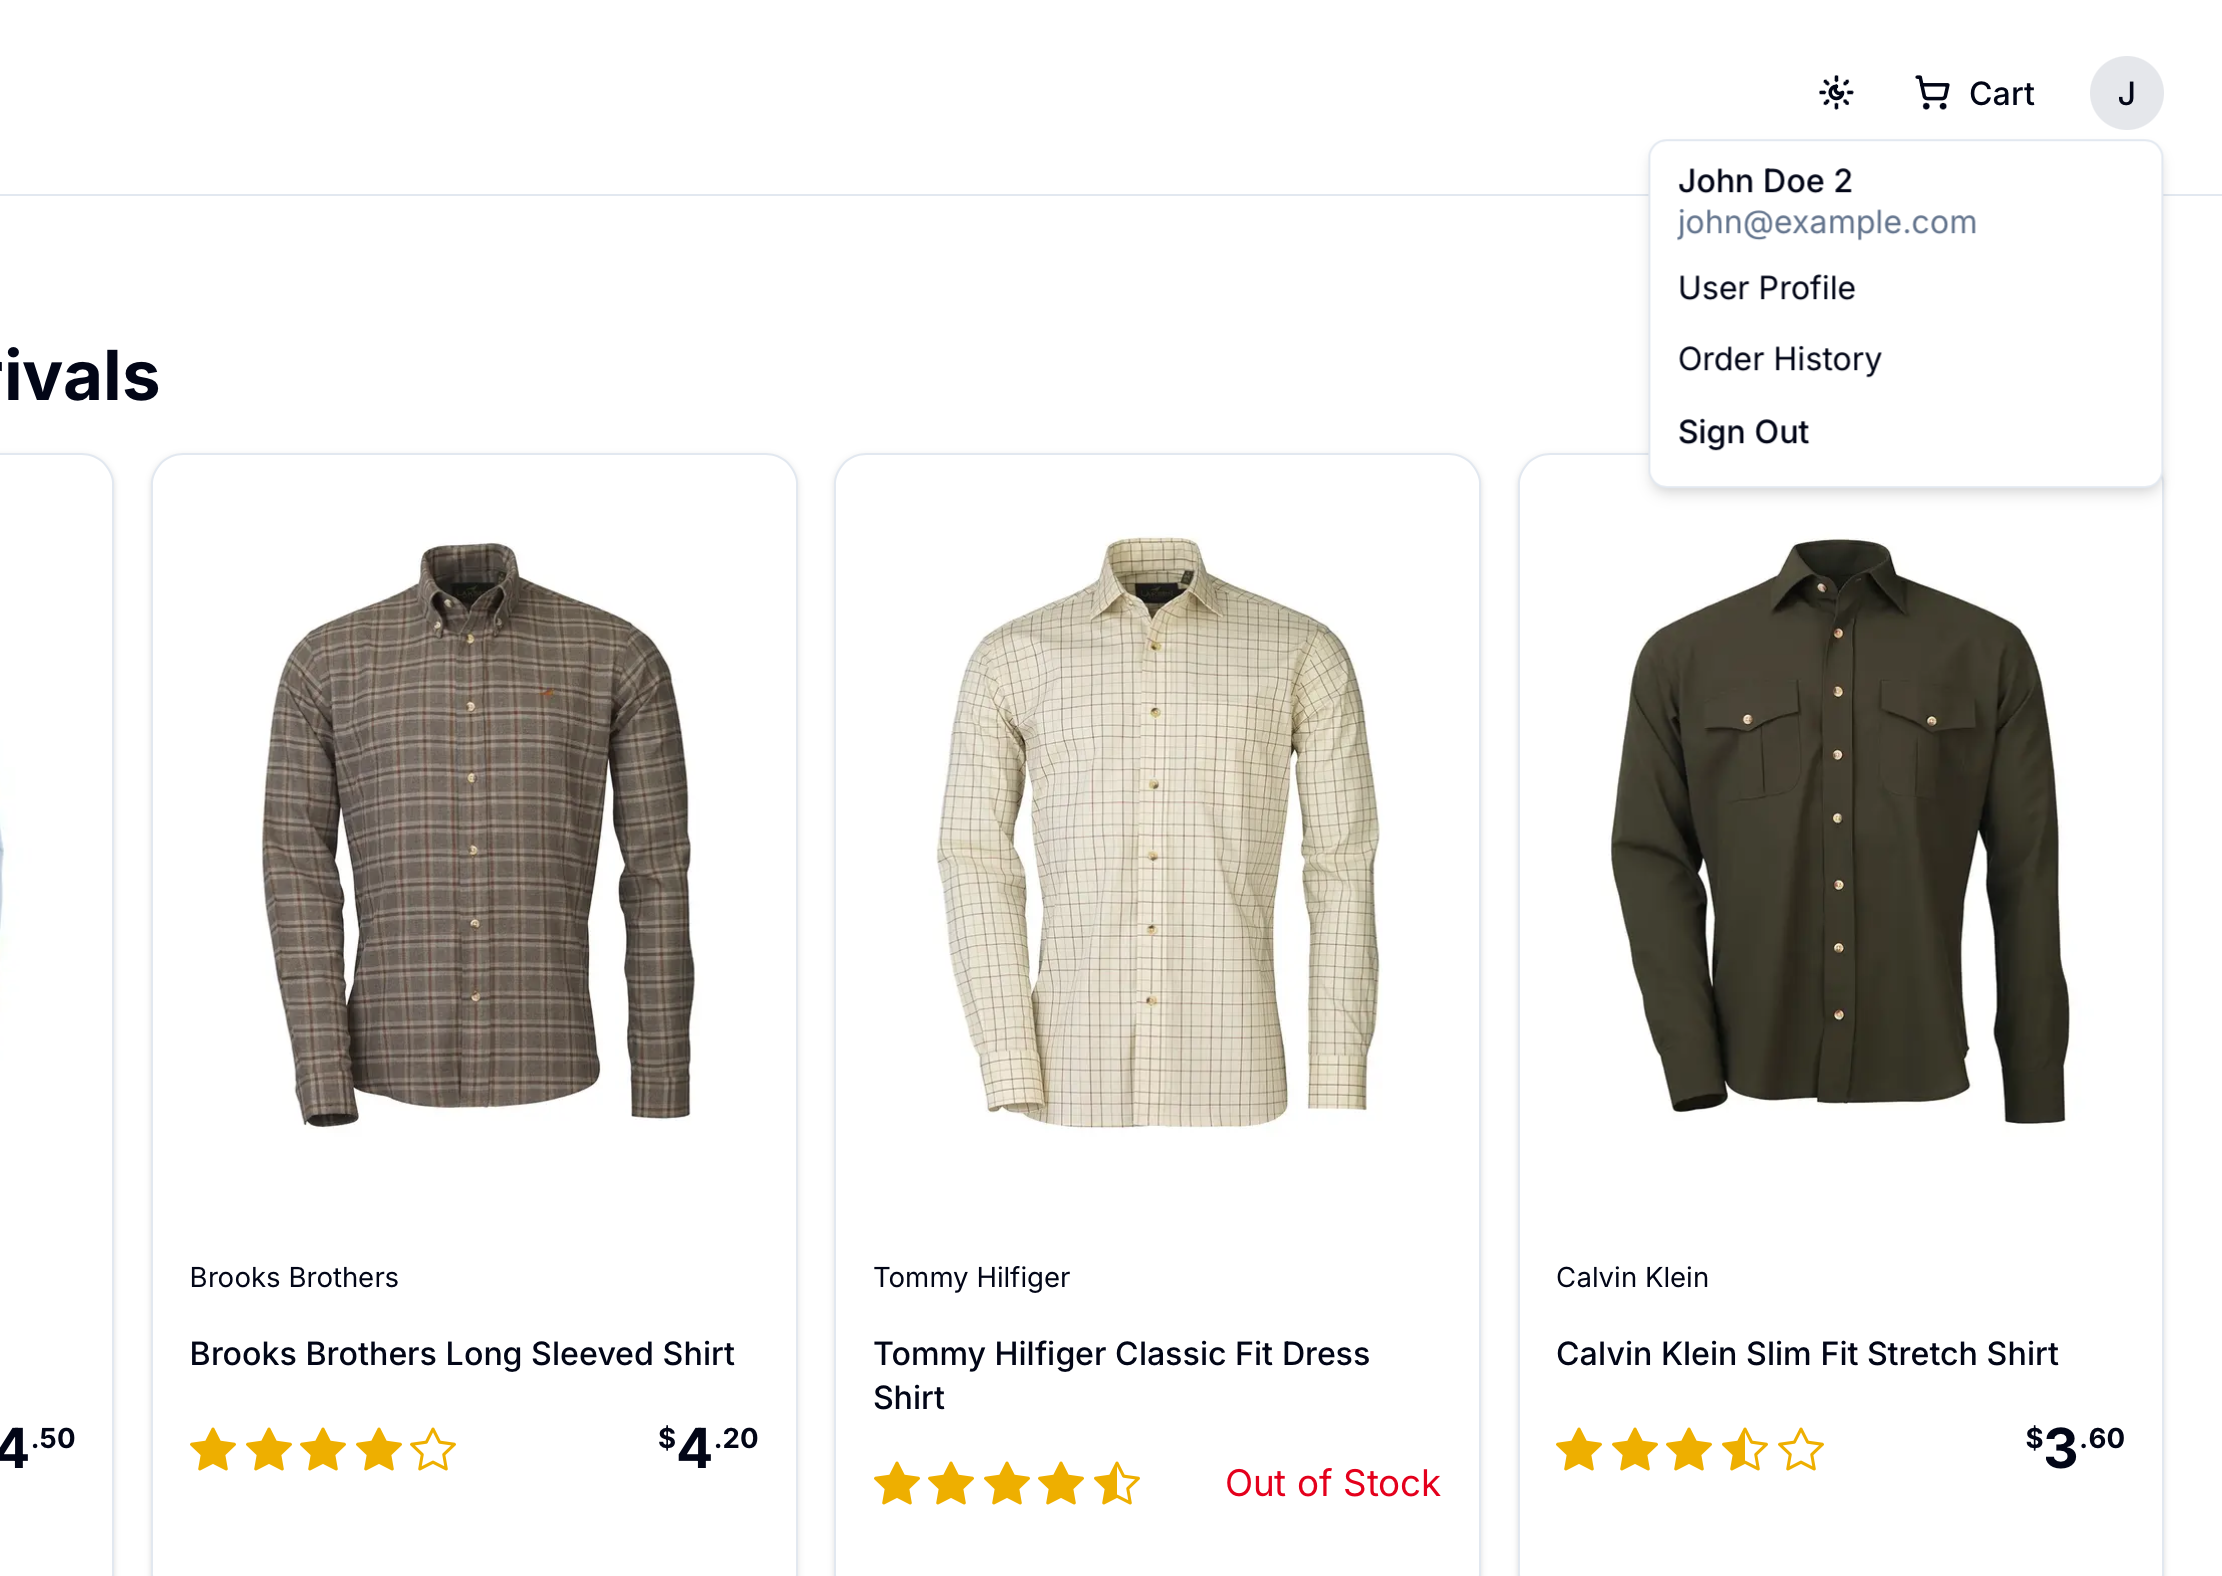 Cart
J
John Doe 2
john@example.com
User Profile
Order History
Sign Out
rivals
Brooks Brothers
Brooks Brothers Long Sleeved Shirt
$4.20
Tommy Hilfiger
Tommy Hilfiger Classic Fit Dress
Shirt
Out of Stock
Calvin Klein
Calvin Klein Slim Fit Stretch Shirt
$3.60
4.50